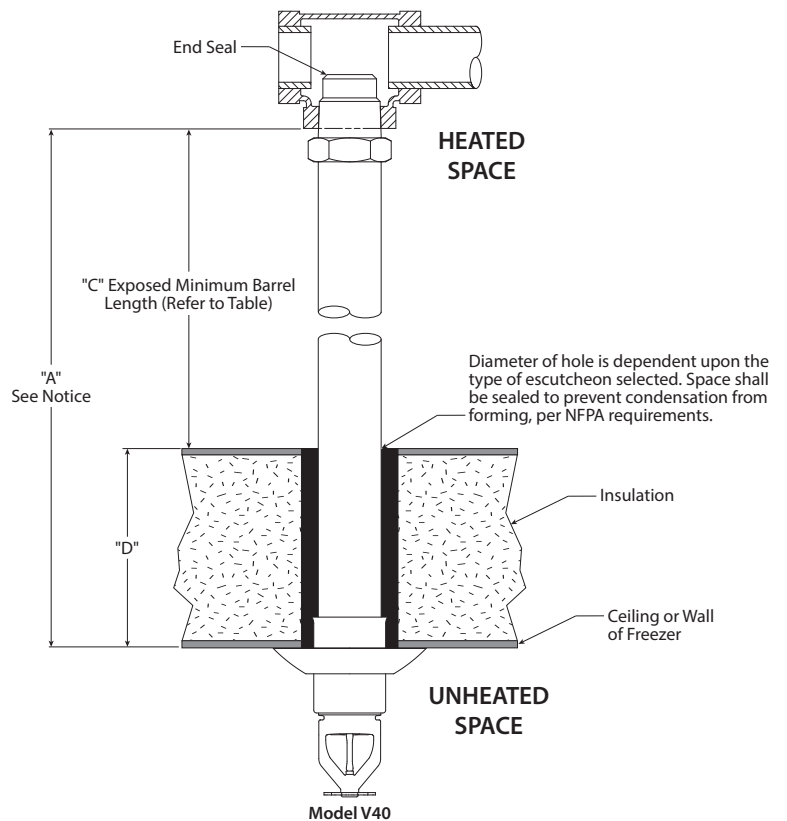 End Seal
HEATED
SPACE
"C" Exposed Minimum Barrel
Length (Refer to Table)
"A"
See Notice
Diameter of hole is dependent upon the
type of escutcheon selected. Space shall
be sealed to prevent condensation from
forming, per NFPA requirements.
Insulation
"D"
Ceiling or Wall
of Freezer
UNHEATED
SPACE
Model V40